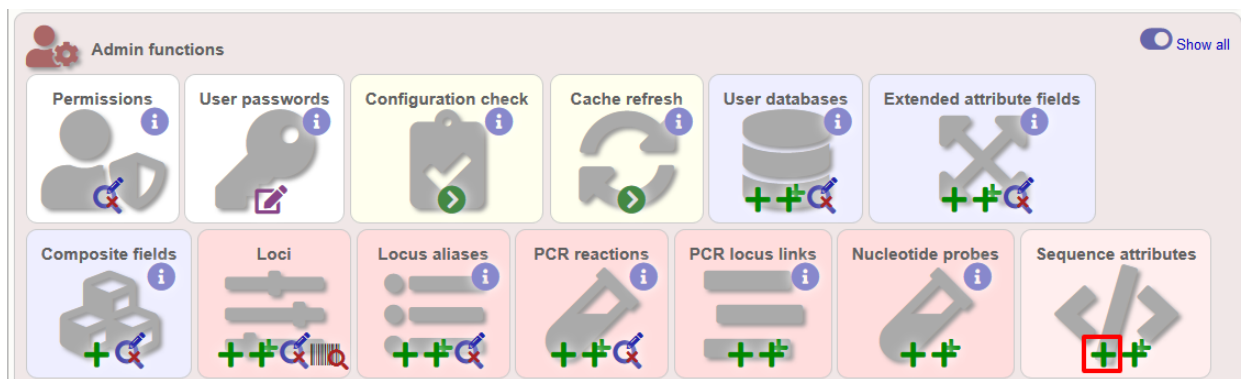 Admin functions
Show all
Permissions
User passwords
Configuration check
Cache refresh
User databases
Extended attribute fields
Composite fields
Loci
Locus aliases
PCR reactions
PCR locus links
Nucleotide probes
Sequence attributes